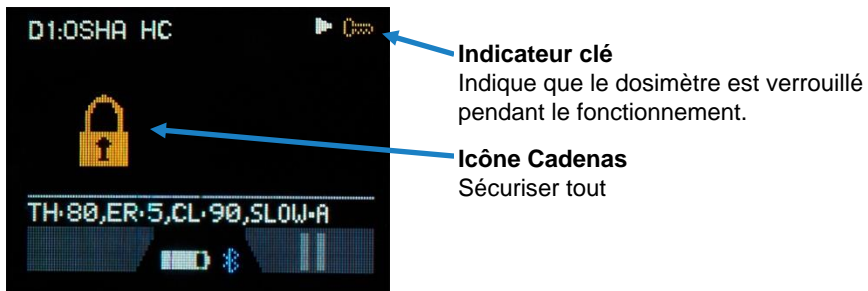 D1:OSHA HC
Indicateur clé
Indique que le dosimètre est verrouillé
pendant le fonctionnement.
Icône Cadenas
Sécuriser tout
TH·80,ER·5,CL·90,SLOW-A